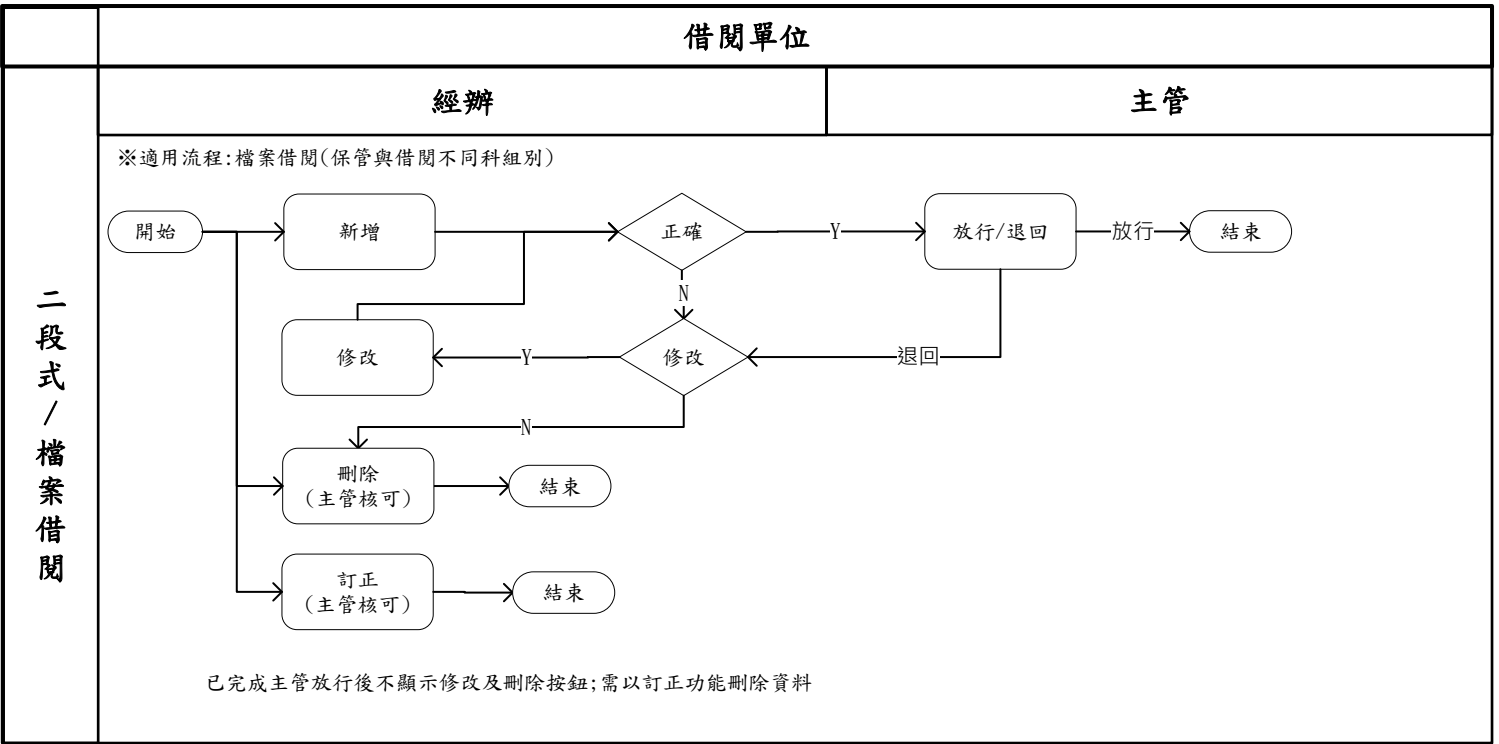 借閱單位
經辦
主管
二段式/檔案借閱
※適用流程:檔案借閱(保管與借閱不同科組別)
開始
新增
正確
Y
放行/退回
放行
結束
N
修改
Y
修改
退回
N
刪除
(主管核可)
結束
訂正
(主管核可)
結束
已完成主管放行後不顯示修改及刪除按鈕;需以訂正功能刪除資料